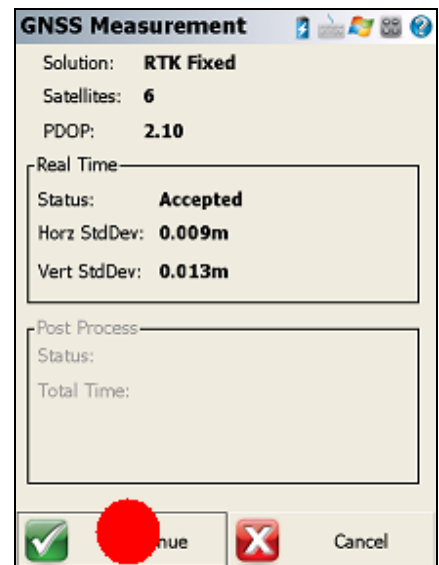 GNSS Measurement
Solution: RTK Fixed
Satellites: 6
PDOP: 2.10
Real Time
Status: Accepted
Horz StdDev: 0.009m
Vert StdDev: 0.013m
Post Process
Status:
Total Time:
Cancel